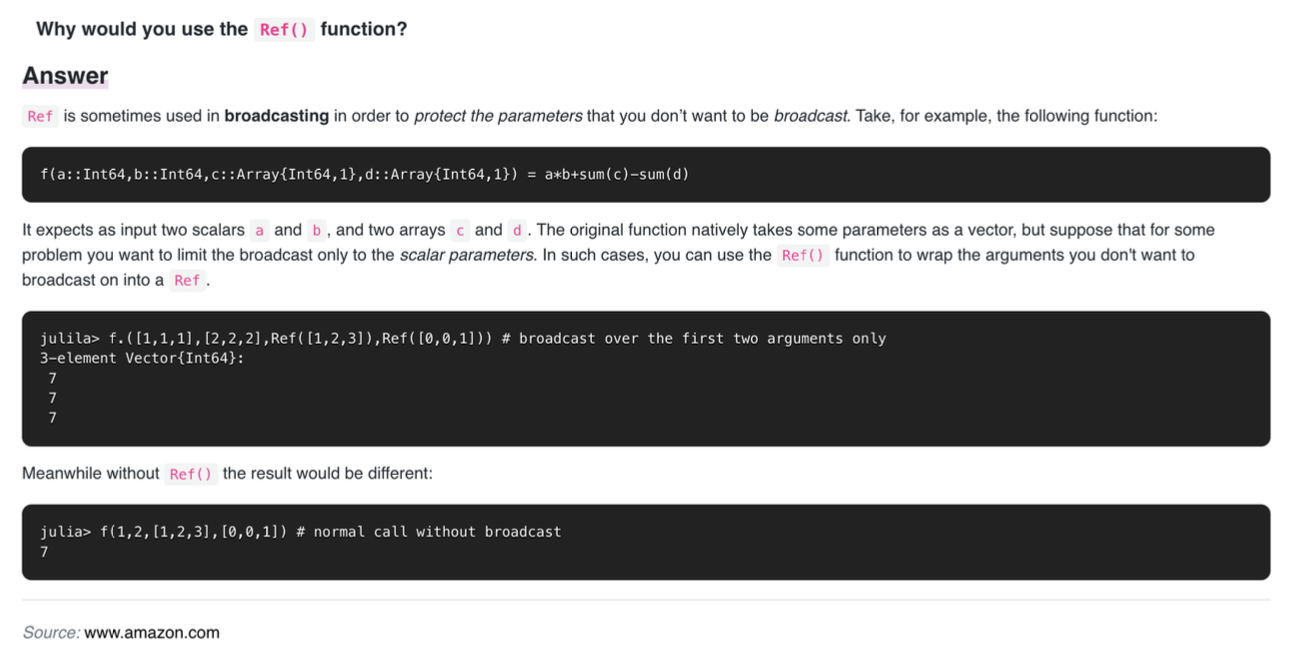 Why would you use the Ref() function?
Answer
Ref is sometimes used in broadcasting in order to protect the parameters that you don’t want to be broadcast. Take, for example, the following function:
f(a::Int64,b::Int64,c::Array{Int64,1},d::Array{Int64,1}) = a*b+sum(c)-sum(d)
It expects as input two scalars a and b , and two arrays c and d . The original function natively takes some parameters as a vector, but suppose that for some
problem you want to limit the broadcast only to the scalar parameters. In such cases, you can use the Ref() function to wrap the arguments you don't want to
broadcast on into a Ref .
julila> f.([1,1,1],[2,2,2],Ref([1,2,3]),Ref([0,0,1])) # broadcast over the first two arguments only
3-element Vector{Int64}:
7
7
7
Meanwhile without Ref() the result would be different:
julia> f(1,2,[1,2,3],[0,0,1]) # normal call without broadcast
7
Source: www.amazon.com